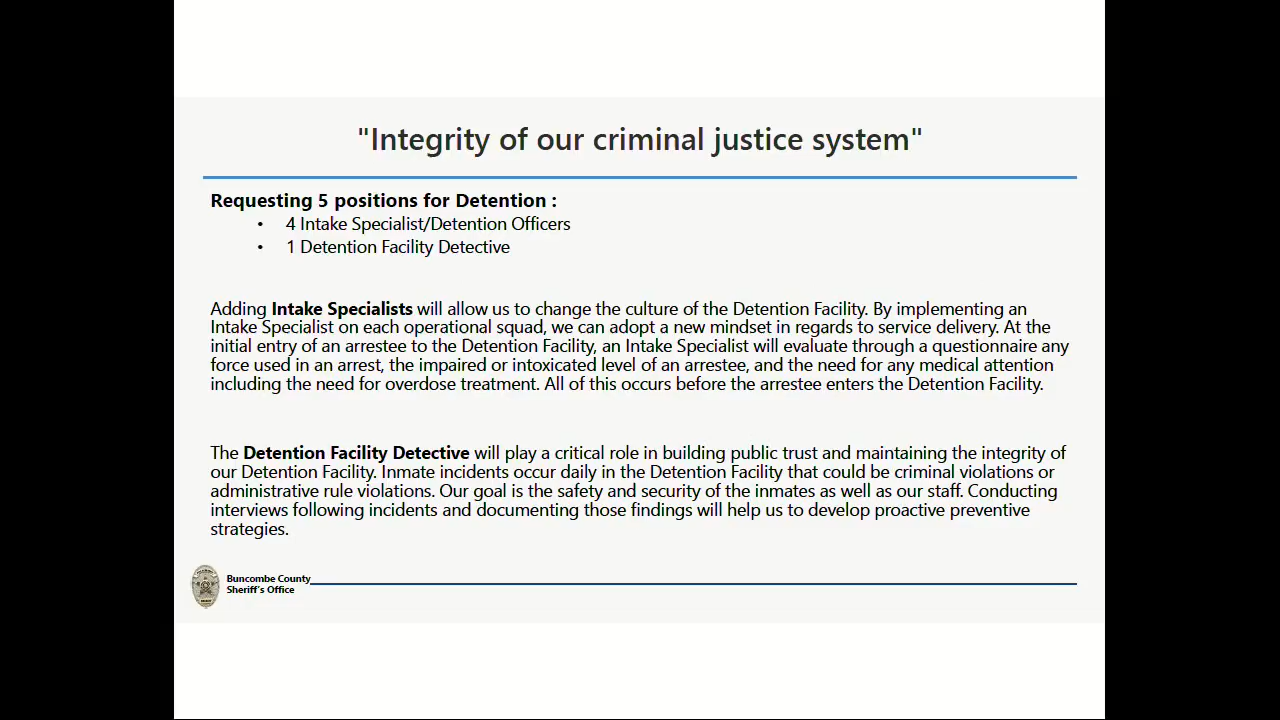 "Integrity of our criminal justice system"
Requesting 5 positions for Detention :
• 4 Intake Specialist/Detention Officers
• 1 Detention Facility Detective
Adding Intake Specialists will allow us to change the culture of the Detention Facility. By implementing an
Intake Specialist on each operational squad, we can adopt a new mindset in regards to service delivery. At the
initial entry of an arrestee to the Detention Facility, an Intake Specialist will evaluate through a questionnaire any
force used in an arrest, the impaired or intoxicated level of an arrestee, and the need for any medical attention
including the need for overdose treatment. All of this occurs before the arrestee enters the Detention Facility.
The Detention Facility Detective will play a critical role in building public trust and maintaining the integrity of
our Detention Facility. Inmate incidents occur daily in the Detention Facility that could be criminal violations or
administrative rule violations. Our goal is the safety and security of the inmates as well as our staff. Conducting
interviews following incidents and documenting those findings will help us to develop proactive preventive
strategies.
Buncombe County
Sheriff's Office